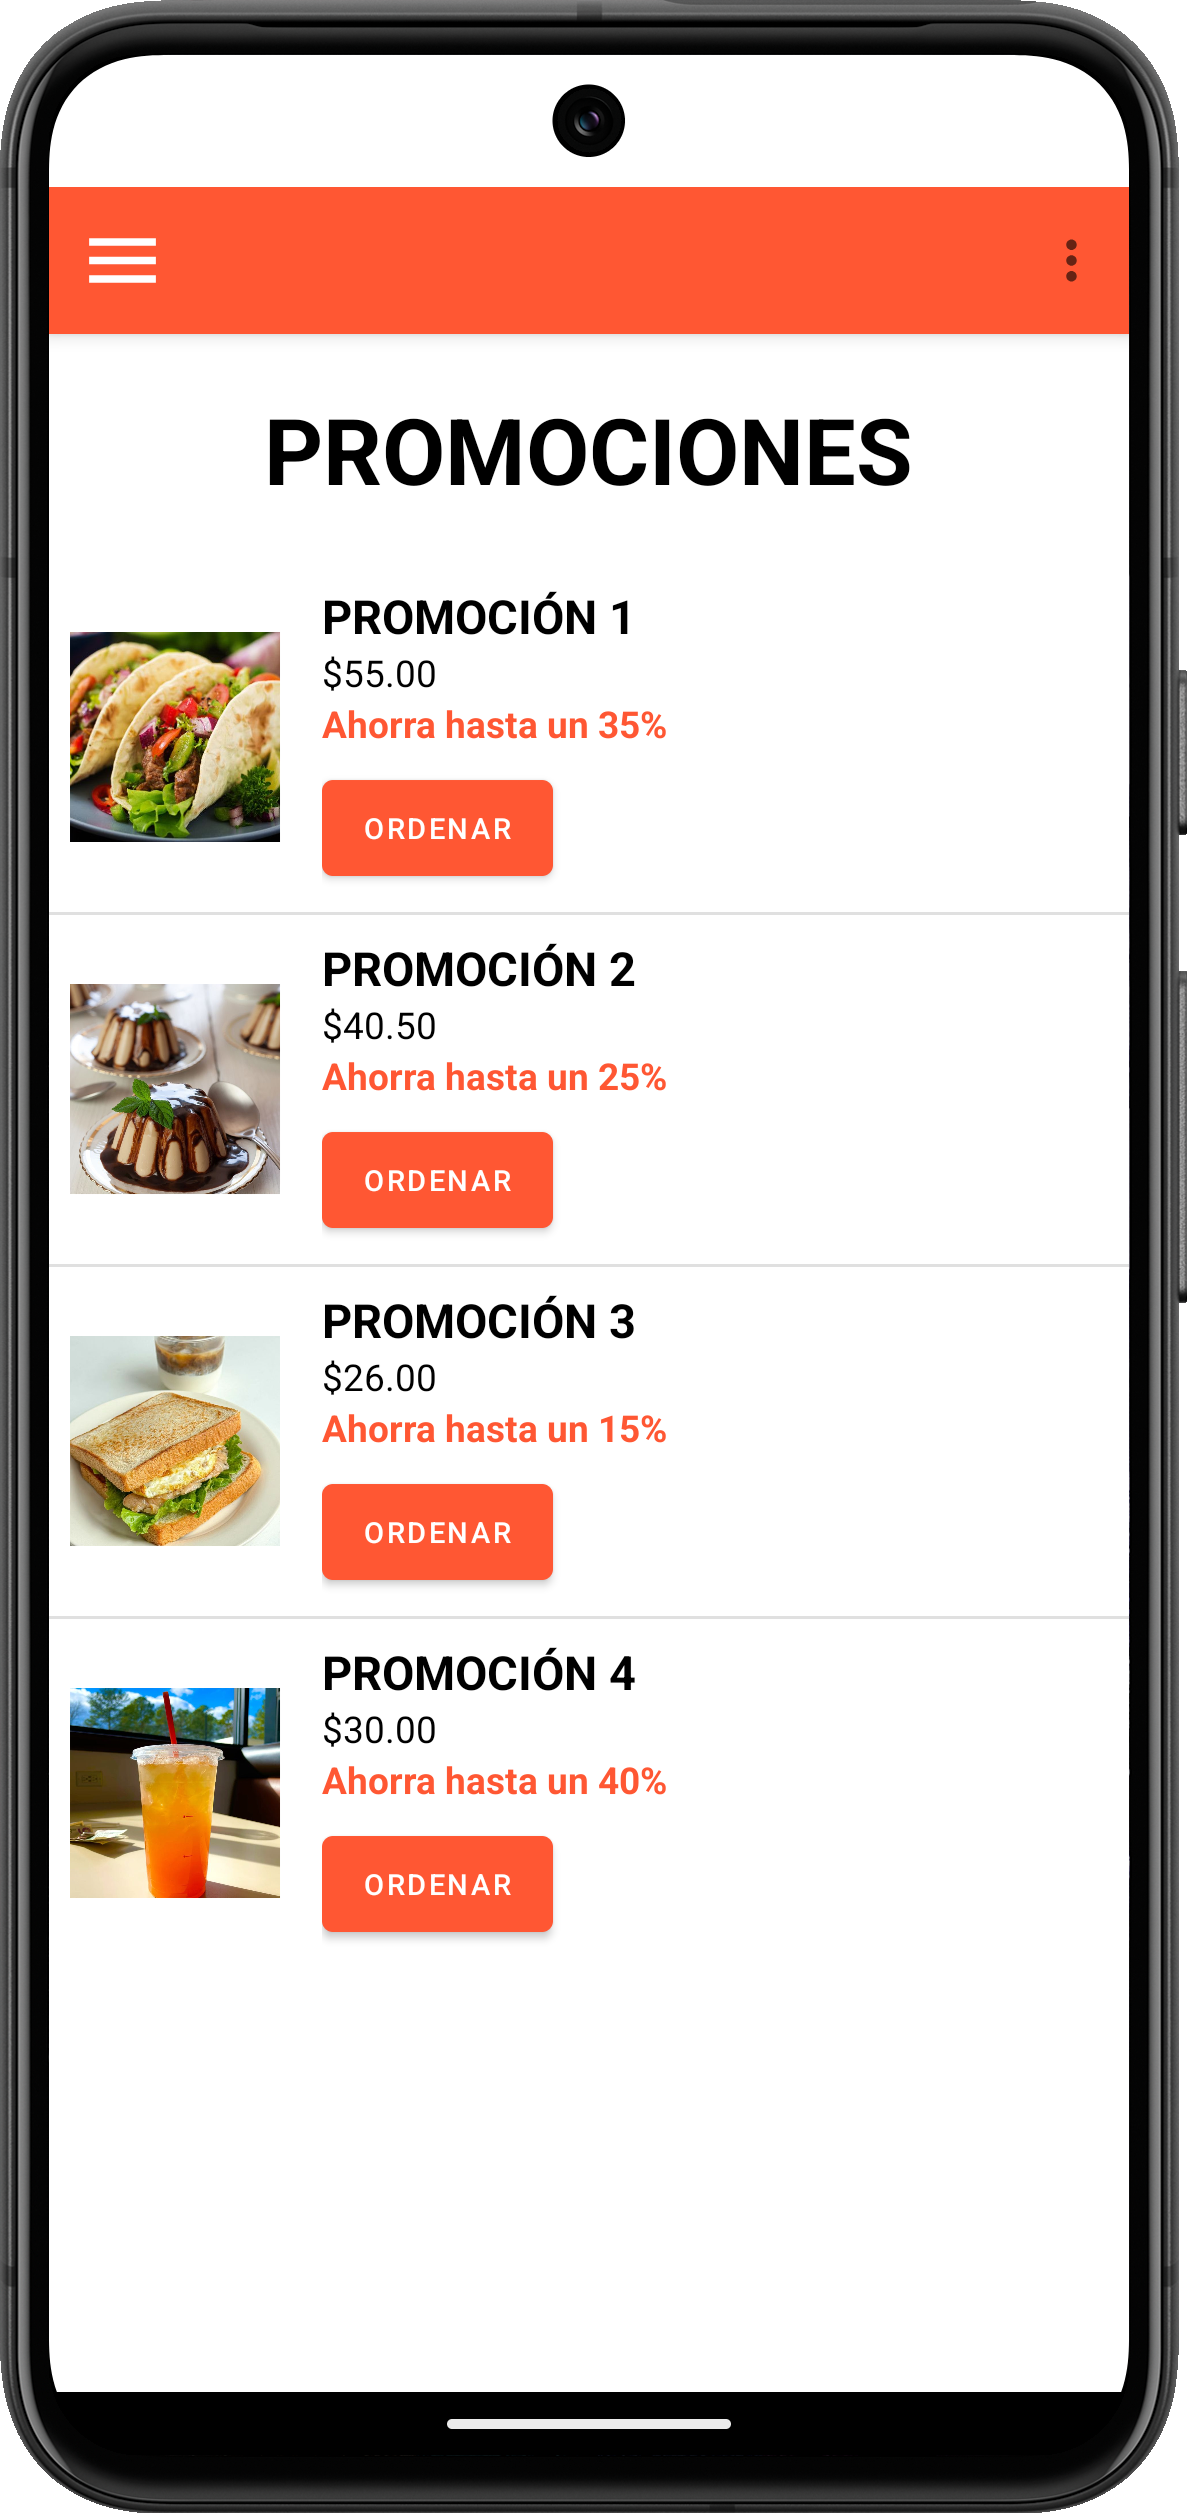 PROMOCIONES
PROMOCIÓN 1
$55.00
Ahorra hasta un 35%
ORDENAR
PROMOCIÓN 2
$40.50
Ahorra hasta un 25%
ORDENAR
PROMOCIÓN 3
$26.00
Ahorra hasta un 15%
ORDENAR
PROMOCIÓN 4
$30.00
Ahorra hasta un 40%
ORDENAR